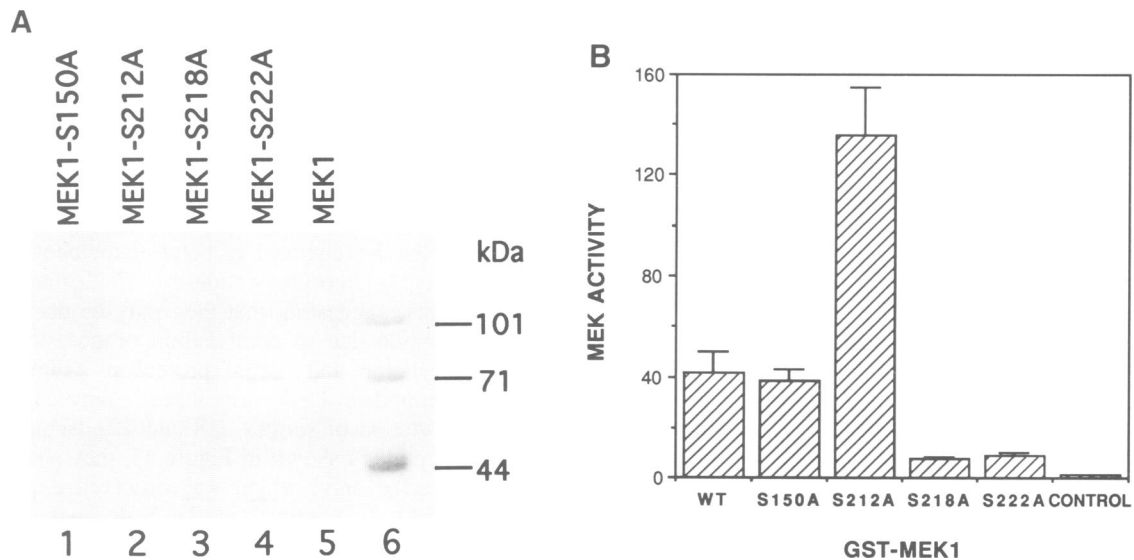 A
MEK1-S150A
MEK1-S212A
MEK1-S218A
MEK1-S222A
MEK1
kDa
101
71
44
1 2 3 4 5 6
B
160
120
80
40
0
MEK ACTIVITY
WT S150A S212A S218A S222A CONTROL
GST-MEK1